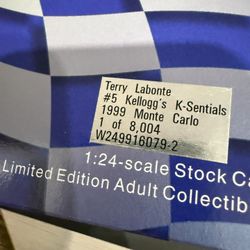 Terry Labonte
#5 Kellogg's K-Sentials
1999 Monte Carlo
1 of 8,004
W249916079-2
1:24-scale Stock Ca
Limited Edition Adult Collectib